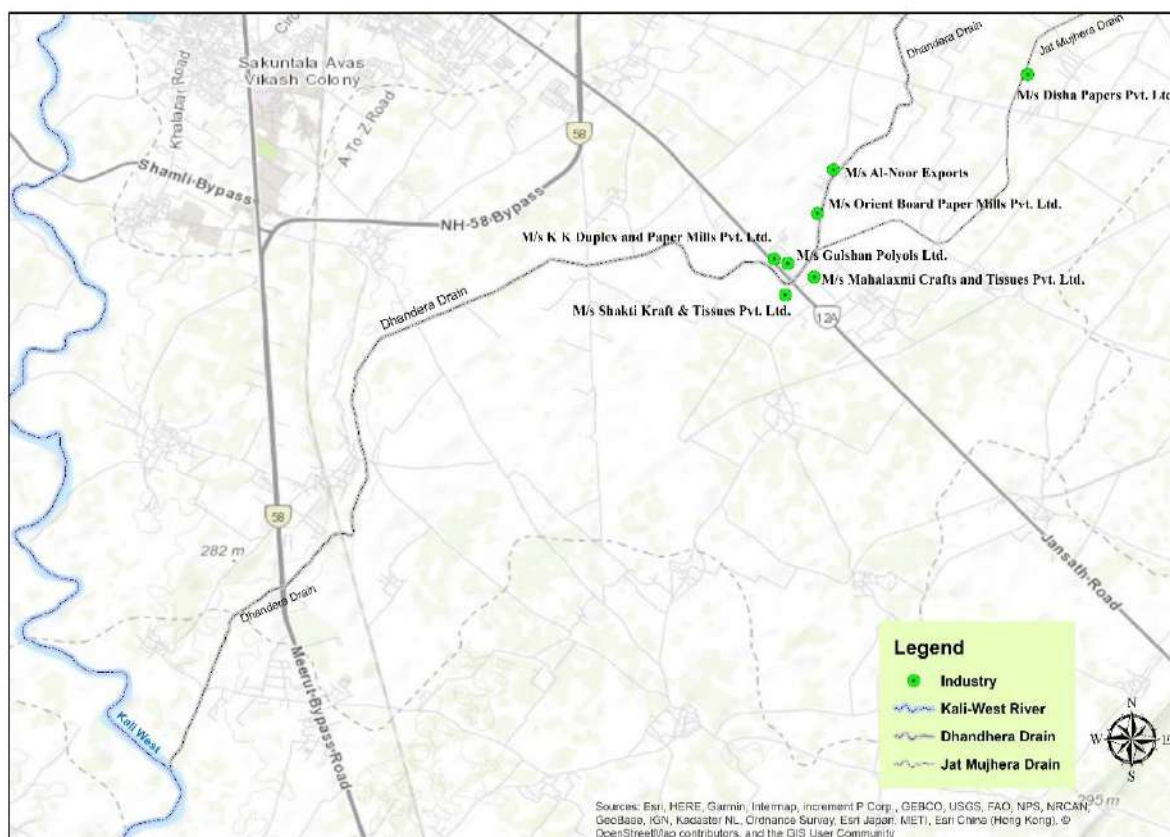 Sakuntala Avas
Vikash Colony
Khalapar Road
A To Z Road
58
Shamli-Bypass
NH-58-Bypass
Dhandera Drain
Jat Mujhera Drain
M/s Disha Papers Pvt. Ltd
M/s Al-Noor Exports
M/s Orient Board Paper Mills Pvt. Ltd.
M/s K K Duplex and Paper Mills Pvt. Ltd.
M/s Gulshan Polyols Ltd.
M/s Mahalaxmi Crafts and Tissues Pvt. Ltd.
M/s Shakti Kraft & Tissues Pvt. Ltd.
12A
Dhandera Drain
58
282 m
Dhandera Drain
Jansath-Road
Meerut-Bypass-Road
Kali West
Legend
Industry
Kali-West River
Dhandhera Drain
Jat Mujhera Drain
N
W
S
295 m
Sources: Esri, HERE, Garmin, Intermap, increment P Corp., GEBCO, USGS, FAO, NPS, NRCAN,
GeoBase, IGN, Kadaster NL, Ordnance Survey, Esri Japan, METI, Esri China (Hong Kong), ©
OpenStreetMap contributors, and the GIS User Community